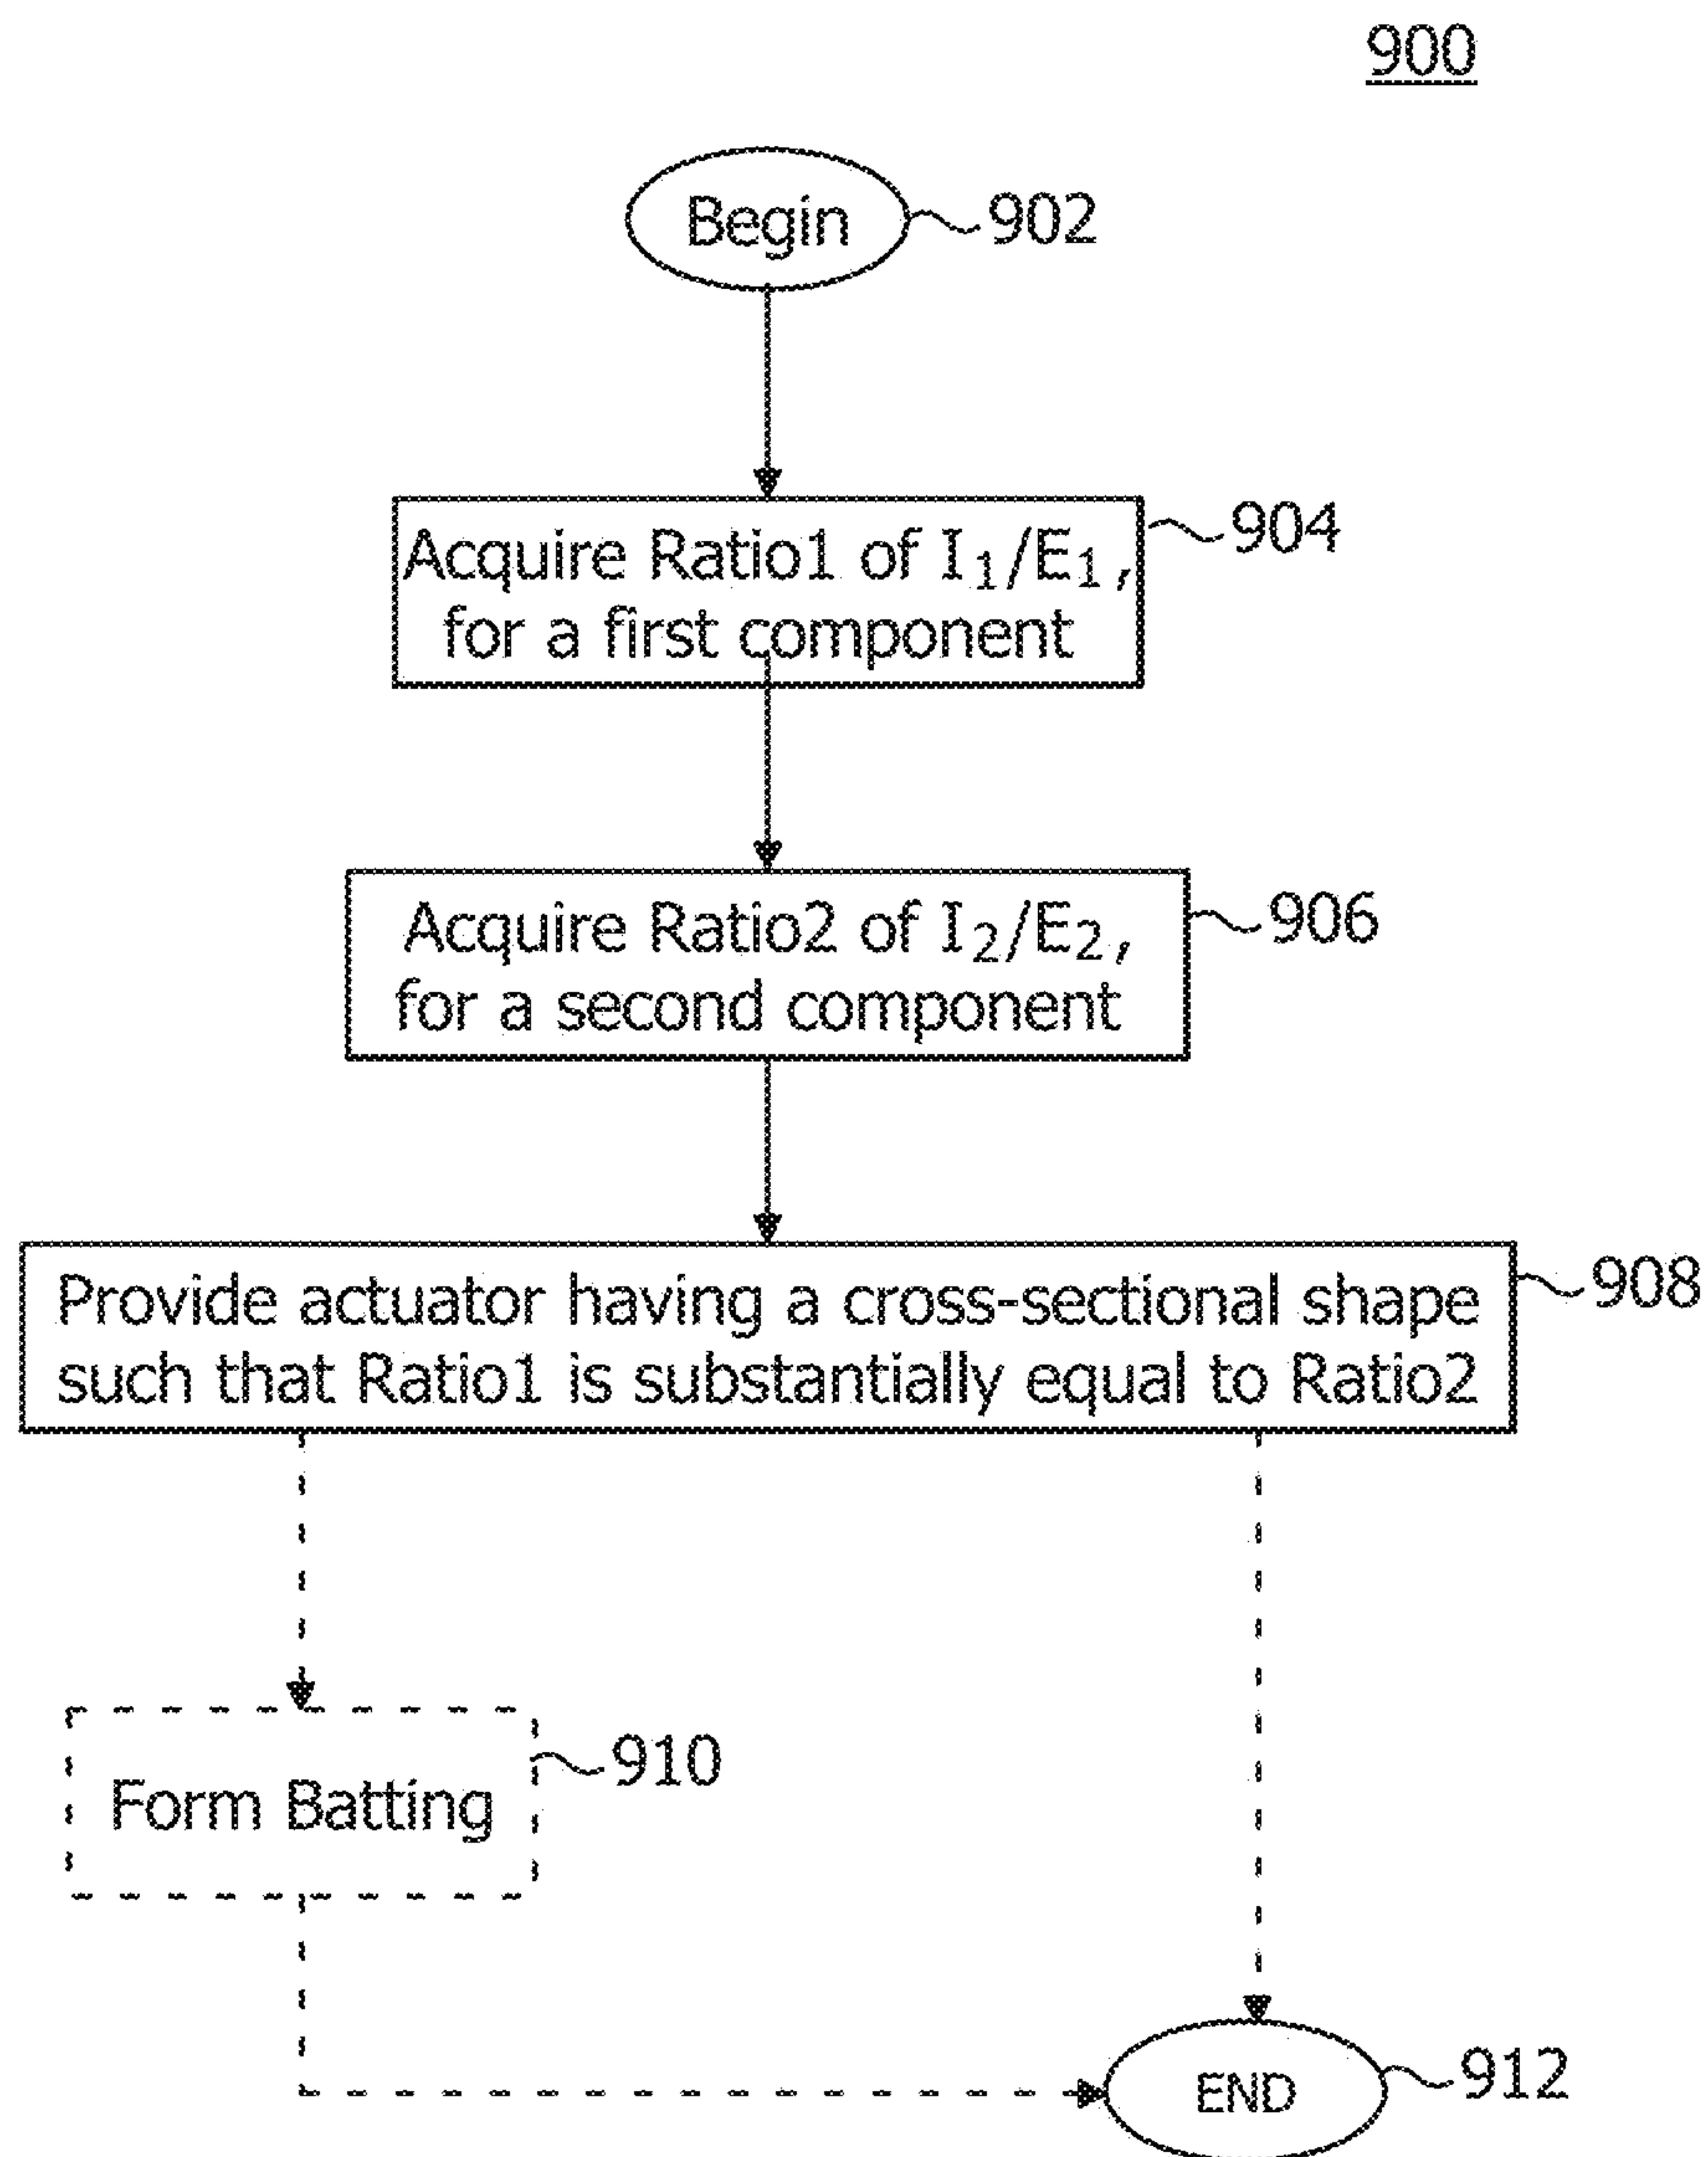 900
Begin
902
Acquire Ratio1 of I₁/E₁,
for a first component
904
Acquire Ratio2 of I₂/E₂,
for a second component
906
Provide actuator having a cross-sectional shape
such that Ratio1 is substantially equal to Ratio2
908
Form Batting
910
END
912